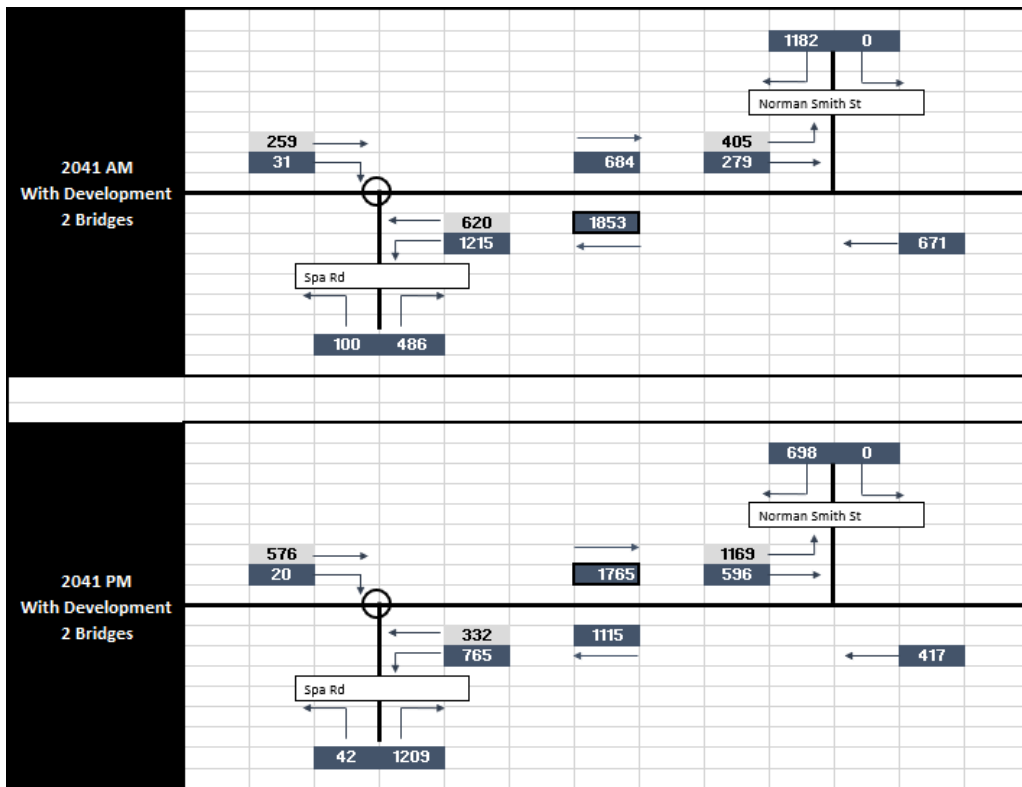 1182 0
Norman Smith St
259 405
2041 AM 31 684 279
With Development
2 Bridges 620 1853
1215 671
Spa Rd
100 486
698 0
Norman Smith St
576 1169
2041 PM 20 1765 596
With Development
2 Bridges 332 1115
765 417
Spa Rd
42 1209